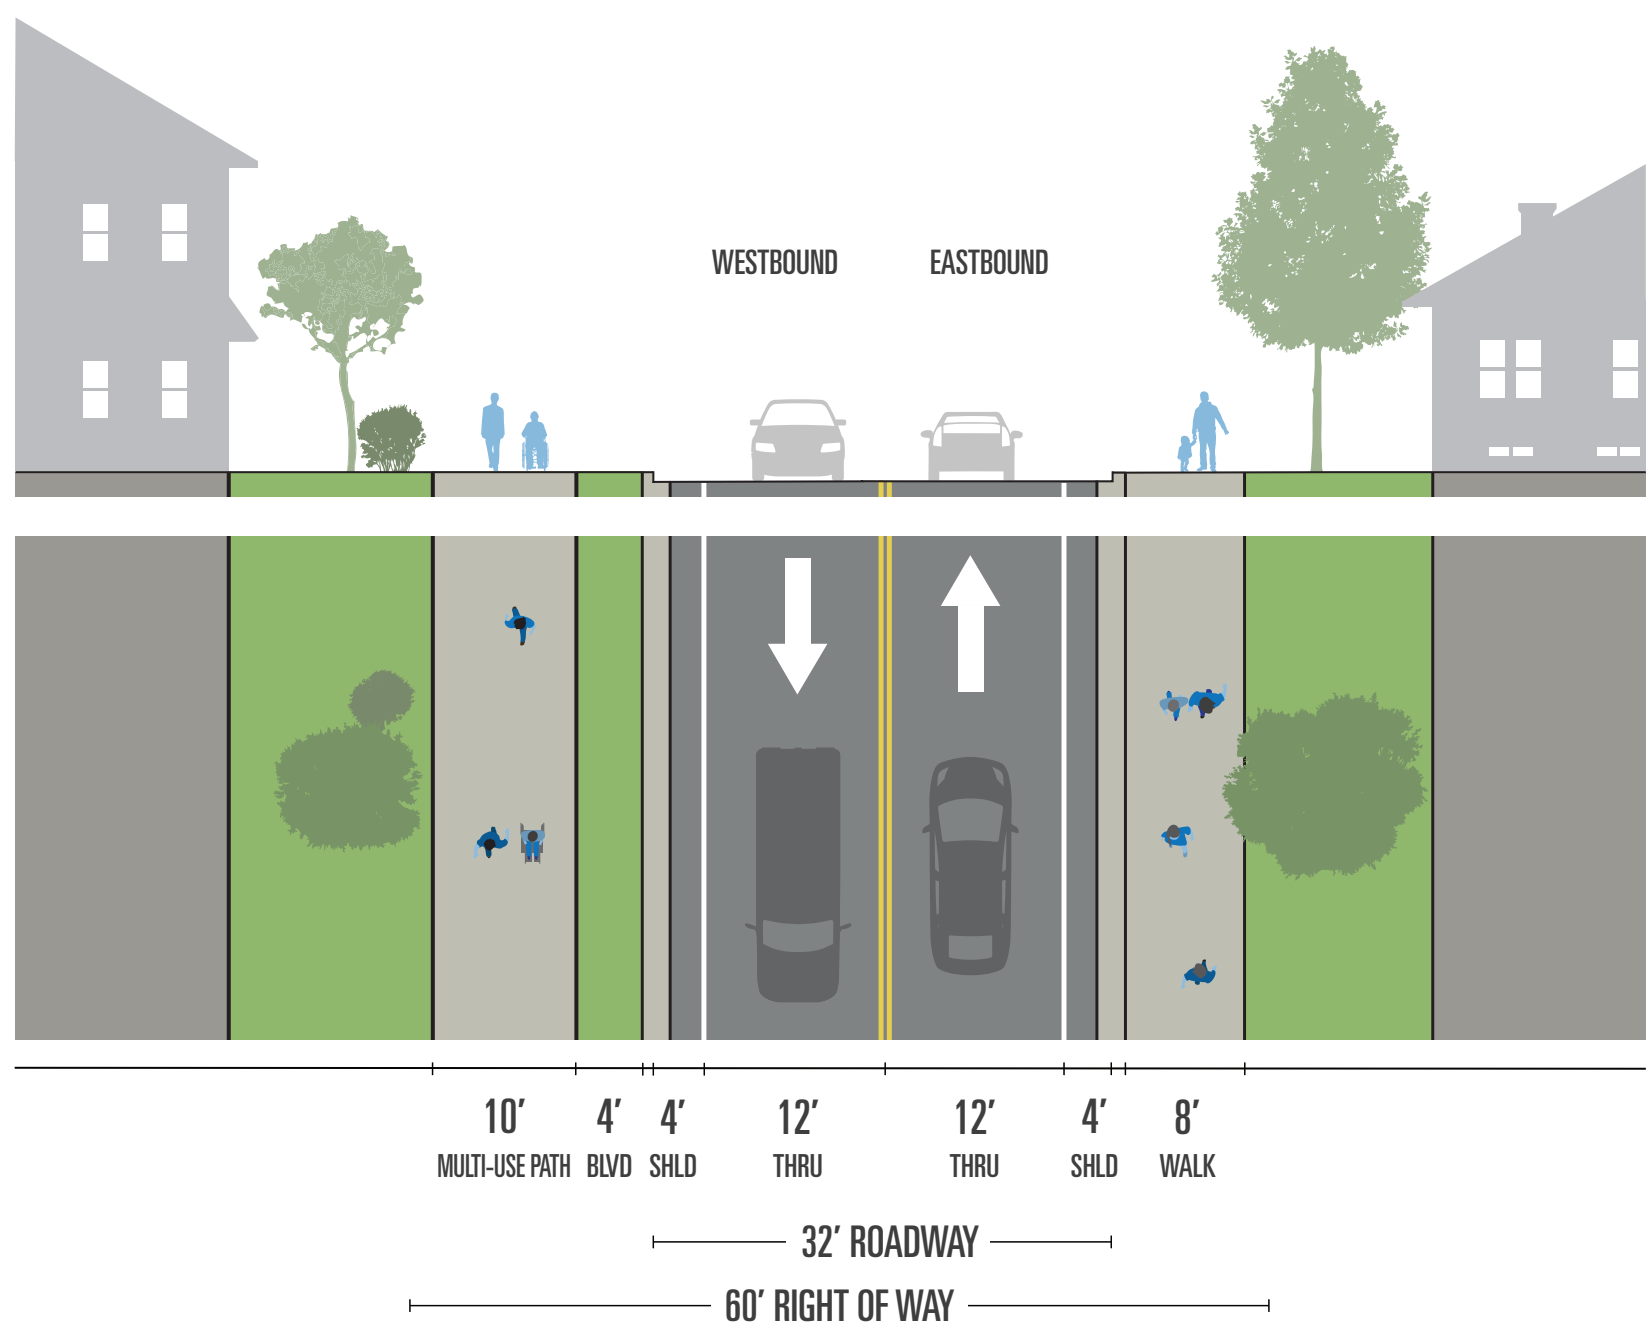 WESTBOUND EASTBOUND
10’ 4’ 4’ 12’ 12’ 4’ 8’
MULTI-USE PATH BLVD SHLD THRU THRU SHLD WALK
32’ ROADWAY
60’ RIGHT OF WAY